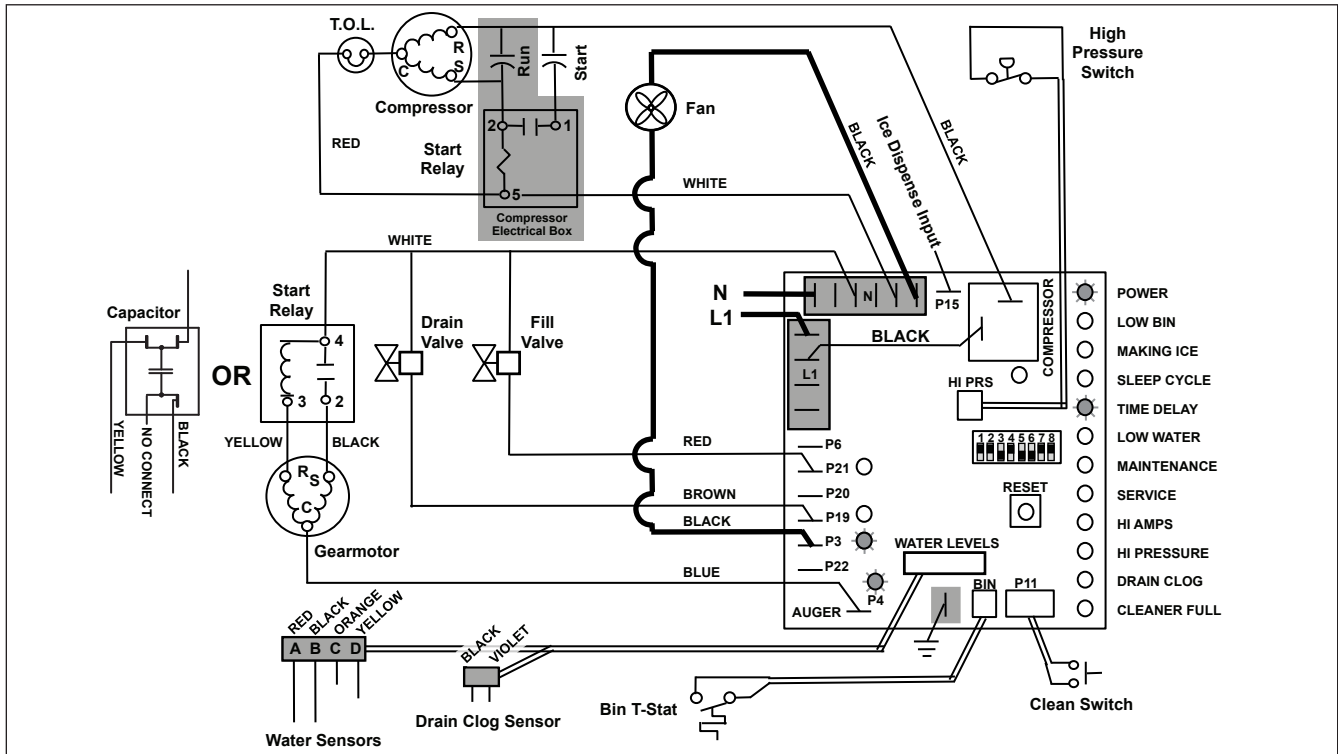 T.O.L.
R
S
C
Compressor
Run
Start
High
Pressure
Switch
Fan
BLACK
Ice Dispense Input
BLACK
RED
2
1
Start
Relay
5
Compressor
Electrical Box
WHITE
WHITE
Capacitor
YELLOW
NO CONNECT
BLACK
OR
Start
Relay
4
3
2
YELLOW
BLACK
R
S
C
Gearmotor
Drain
Valve
Fill
Valve
N
L1
N
P15
L1
BLACK
COMPRESSOR
HI PRS
1 2 3 4 5 6 7 8
RESET
POWER
LOW BIN
MAKING ICE
SLEEP CYCLE
TIME DELAY
LOW WATER
MAINTENANCE
SERVICE
HI AMPS
HI PRESSURE
DRAIN CLOG
CLEANER FULL
RED
BROWN
BLACK
BLUE
P6
P21
P20
P19
P3
P22
P4
AUGER
WATER LEVELS
BIN
P11
RED
BLACK
ORANGE
YELLOW
A B C D
Water Sensors
BLACK
VIOLET
Drain Clog Sensor
Bin T-Stat
Clean Switch